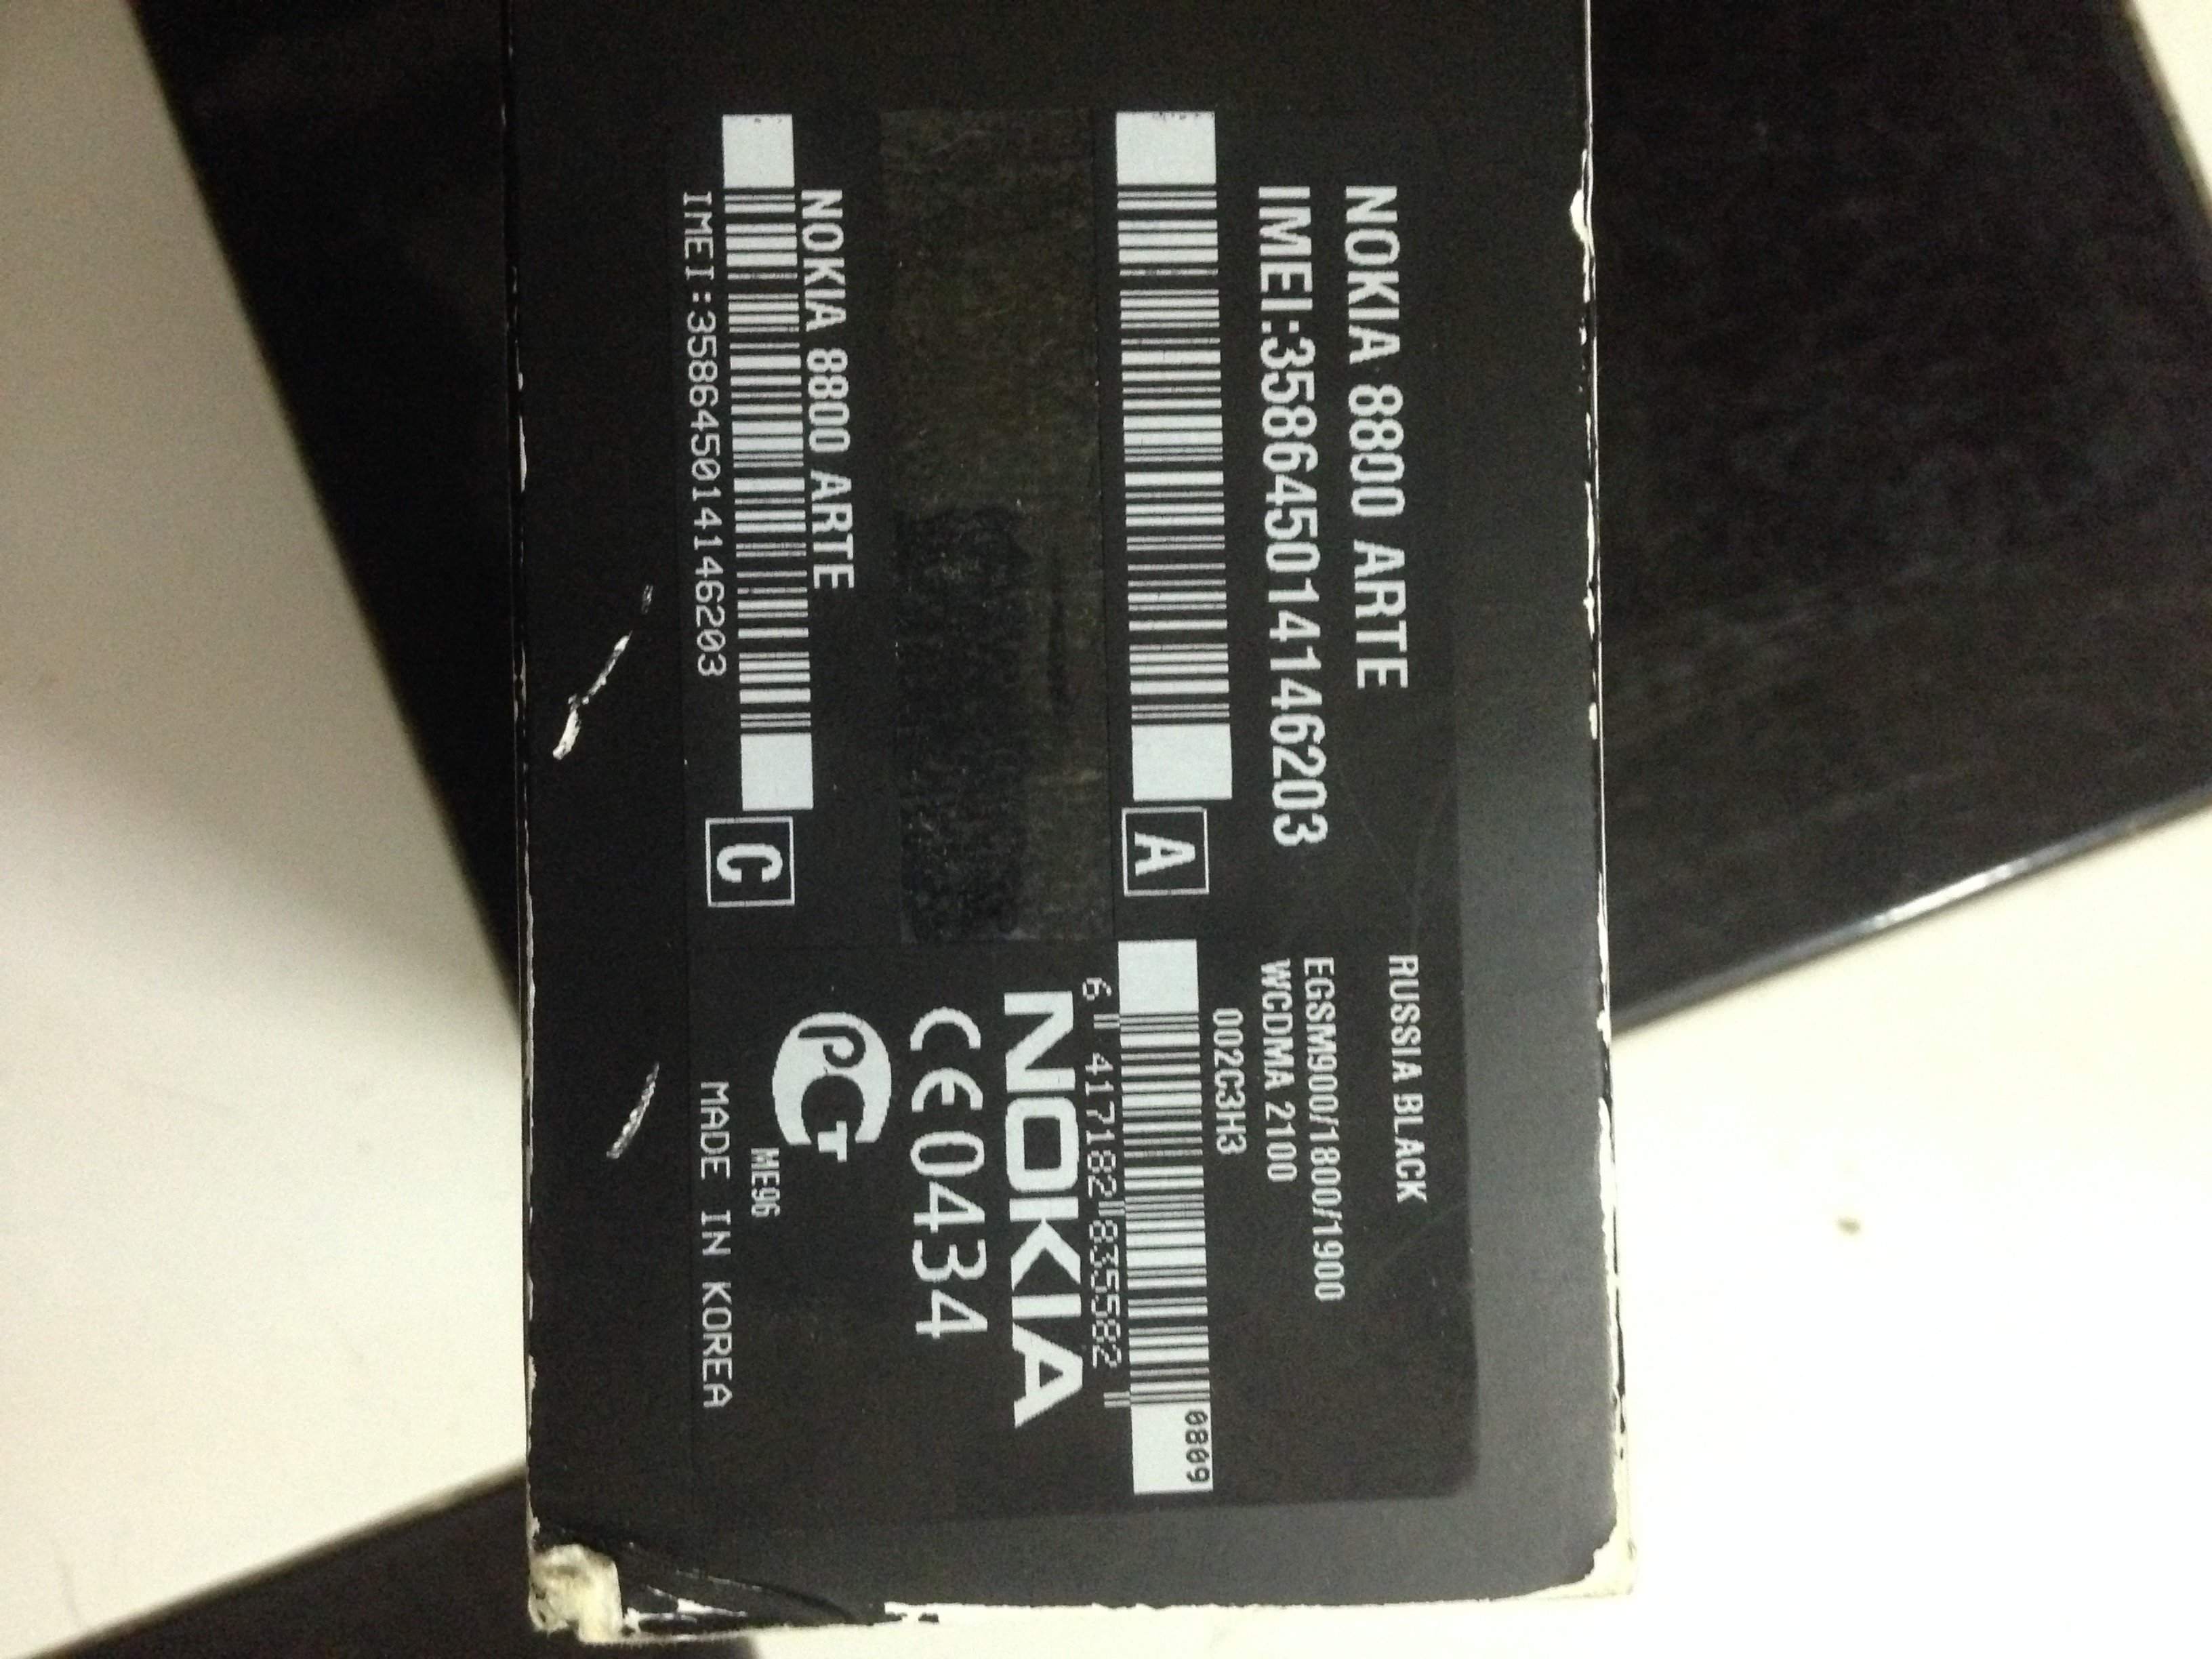 NOKIA 8800 ARTE
IMEI:358645014146203
A
NOKIA 8800 ARTE
IMEI:358645014146203
C
RUSSIA BLACK
EGSM900/1800/1900
WCDMA 2100
002C3H3
0809
6 417182 835582
NOKIA
CE0434
РСТ
ME96
MADE IN KOREA